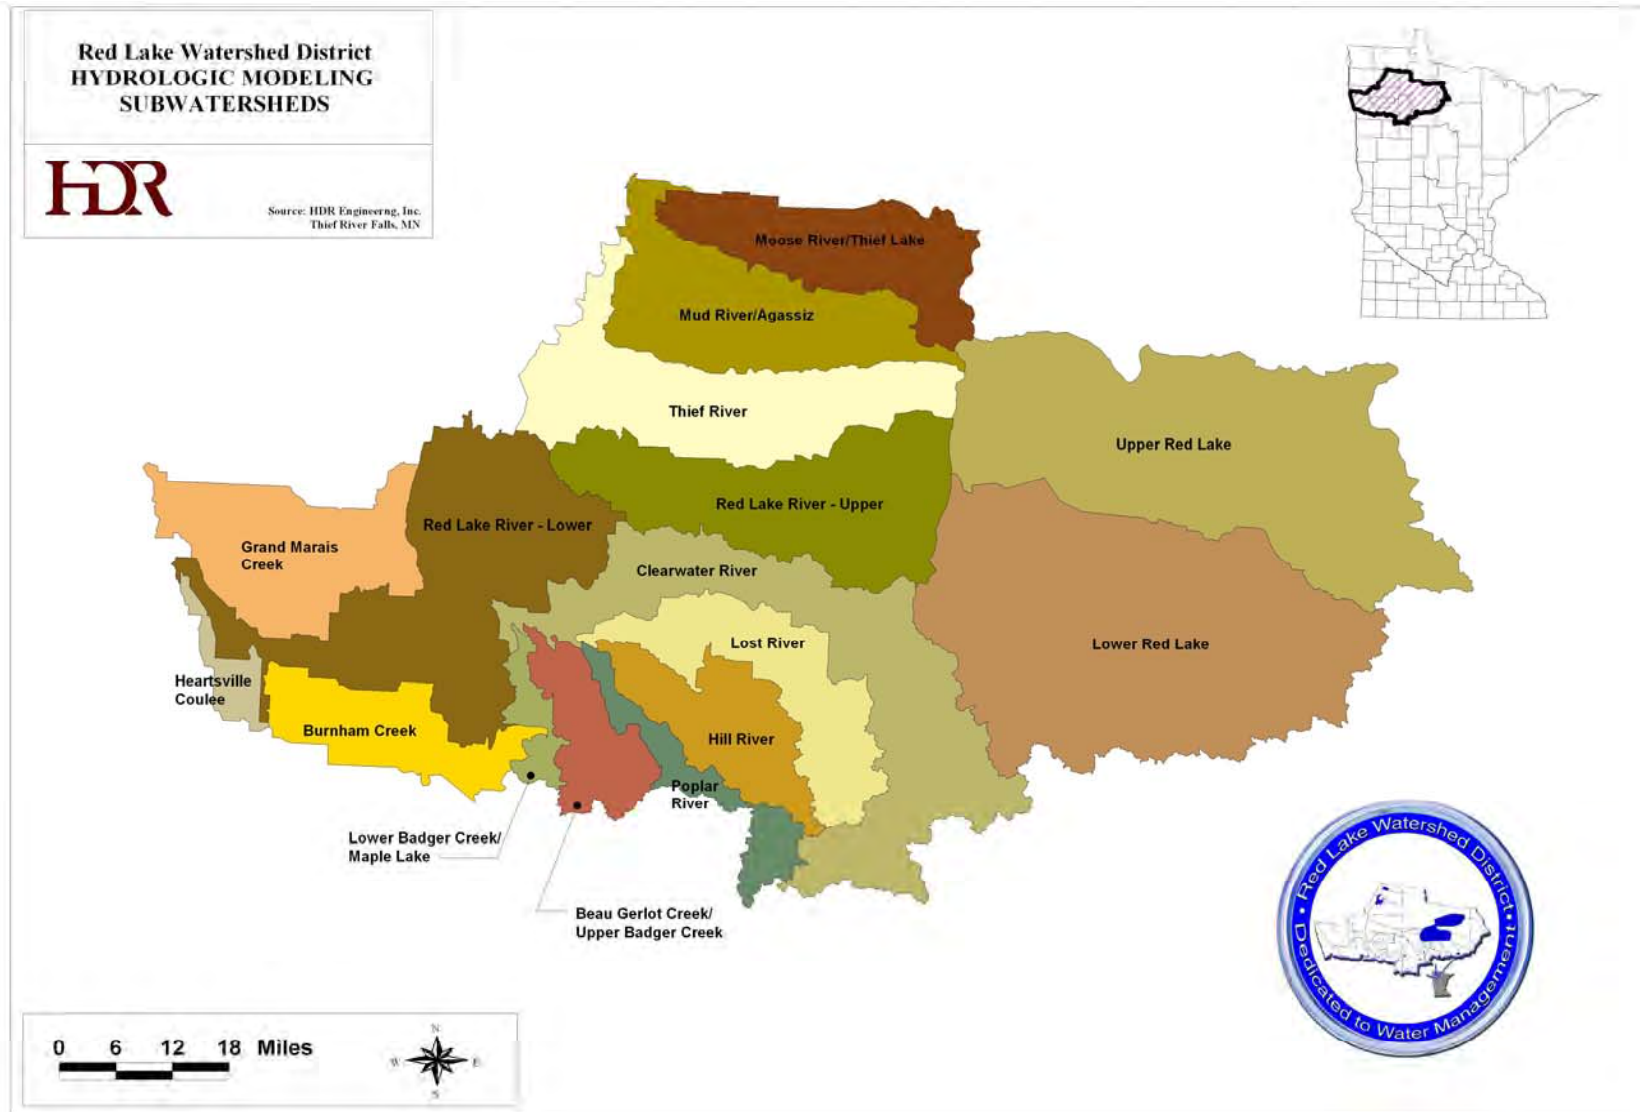 Red Lake Watershed District
HYDROLOGIC MODELING
SUBWATERSHEDS
HDR
Source: HDR Engineerng, Inc.
Thief River Falls, MN
Moose River/Thief Lake
Mud River/Agassiz
Thief River
Upper Red Lake
Red Lake River - Upper
Red Lake River - Lower
Grand Marais
Creek
Clearwater River
Lost River
Lower Red Lake
Heartsville
Coulee
Burnham Creek
Hill River
Poplar
River
Lower Badger Creek/
Maple Lake
Beau Gerlot Creek/
Upper Badger Creek
• Red Lake Watershed District •
Dedicated to Water Management
0 6 12 18 Miles
N
W E
S